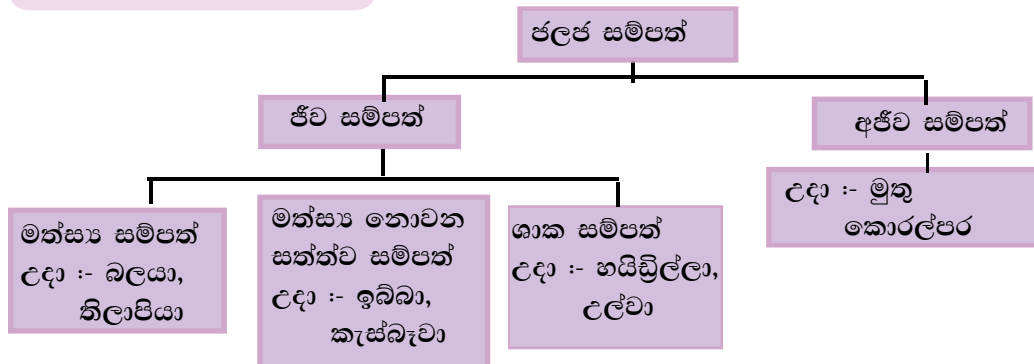 ජලජ සම්පත්
ජීව සම්පත්
අජීව සම්පත්
මත්ස්‍ය සම්පත්
උදා :- බලයා,
තිලාපියා
මත්ස්‍ය නොවන
සත්ත්ව සම්පත්
උදා :- ඉබ්බා,
කැස්බෑවා
ශාක සම්පත්
උදා :- හයිඩ්‍රිල්ලා,
උල්වා
උදා :- මුතු
කොරල්පර